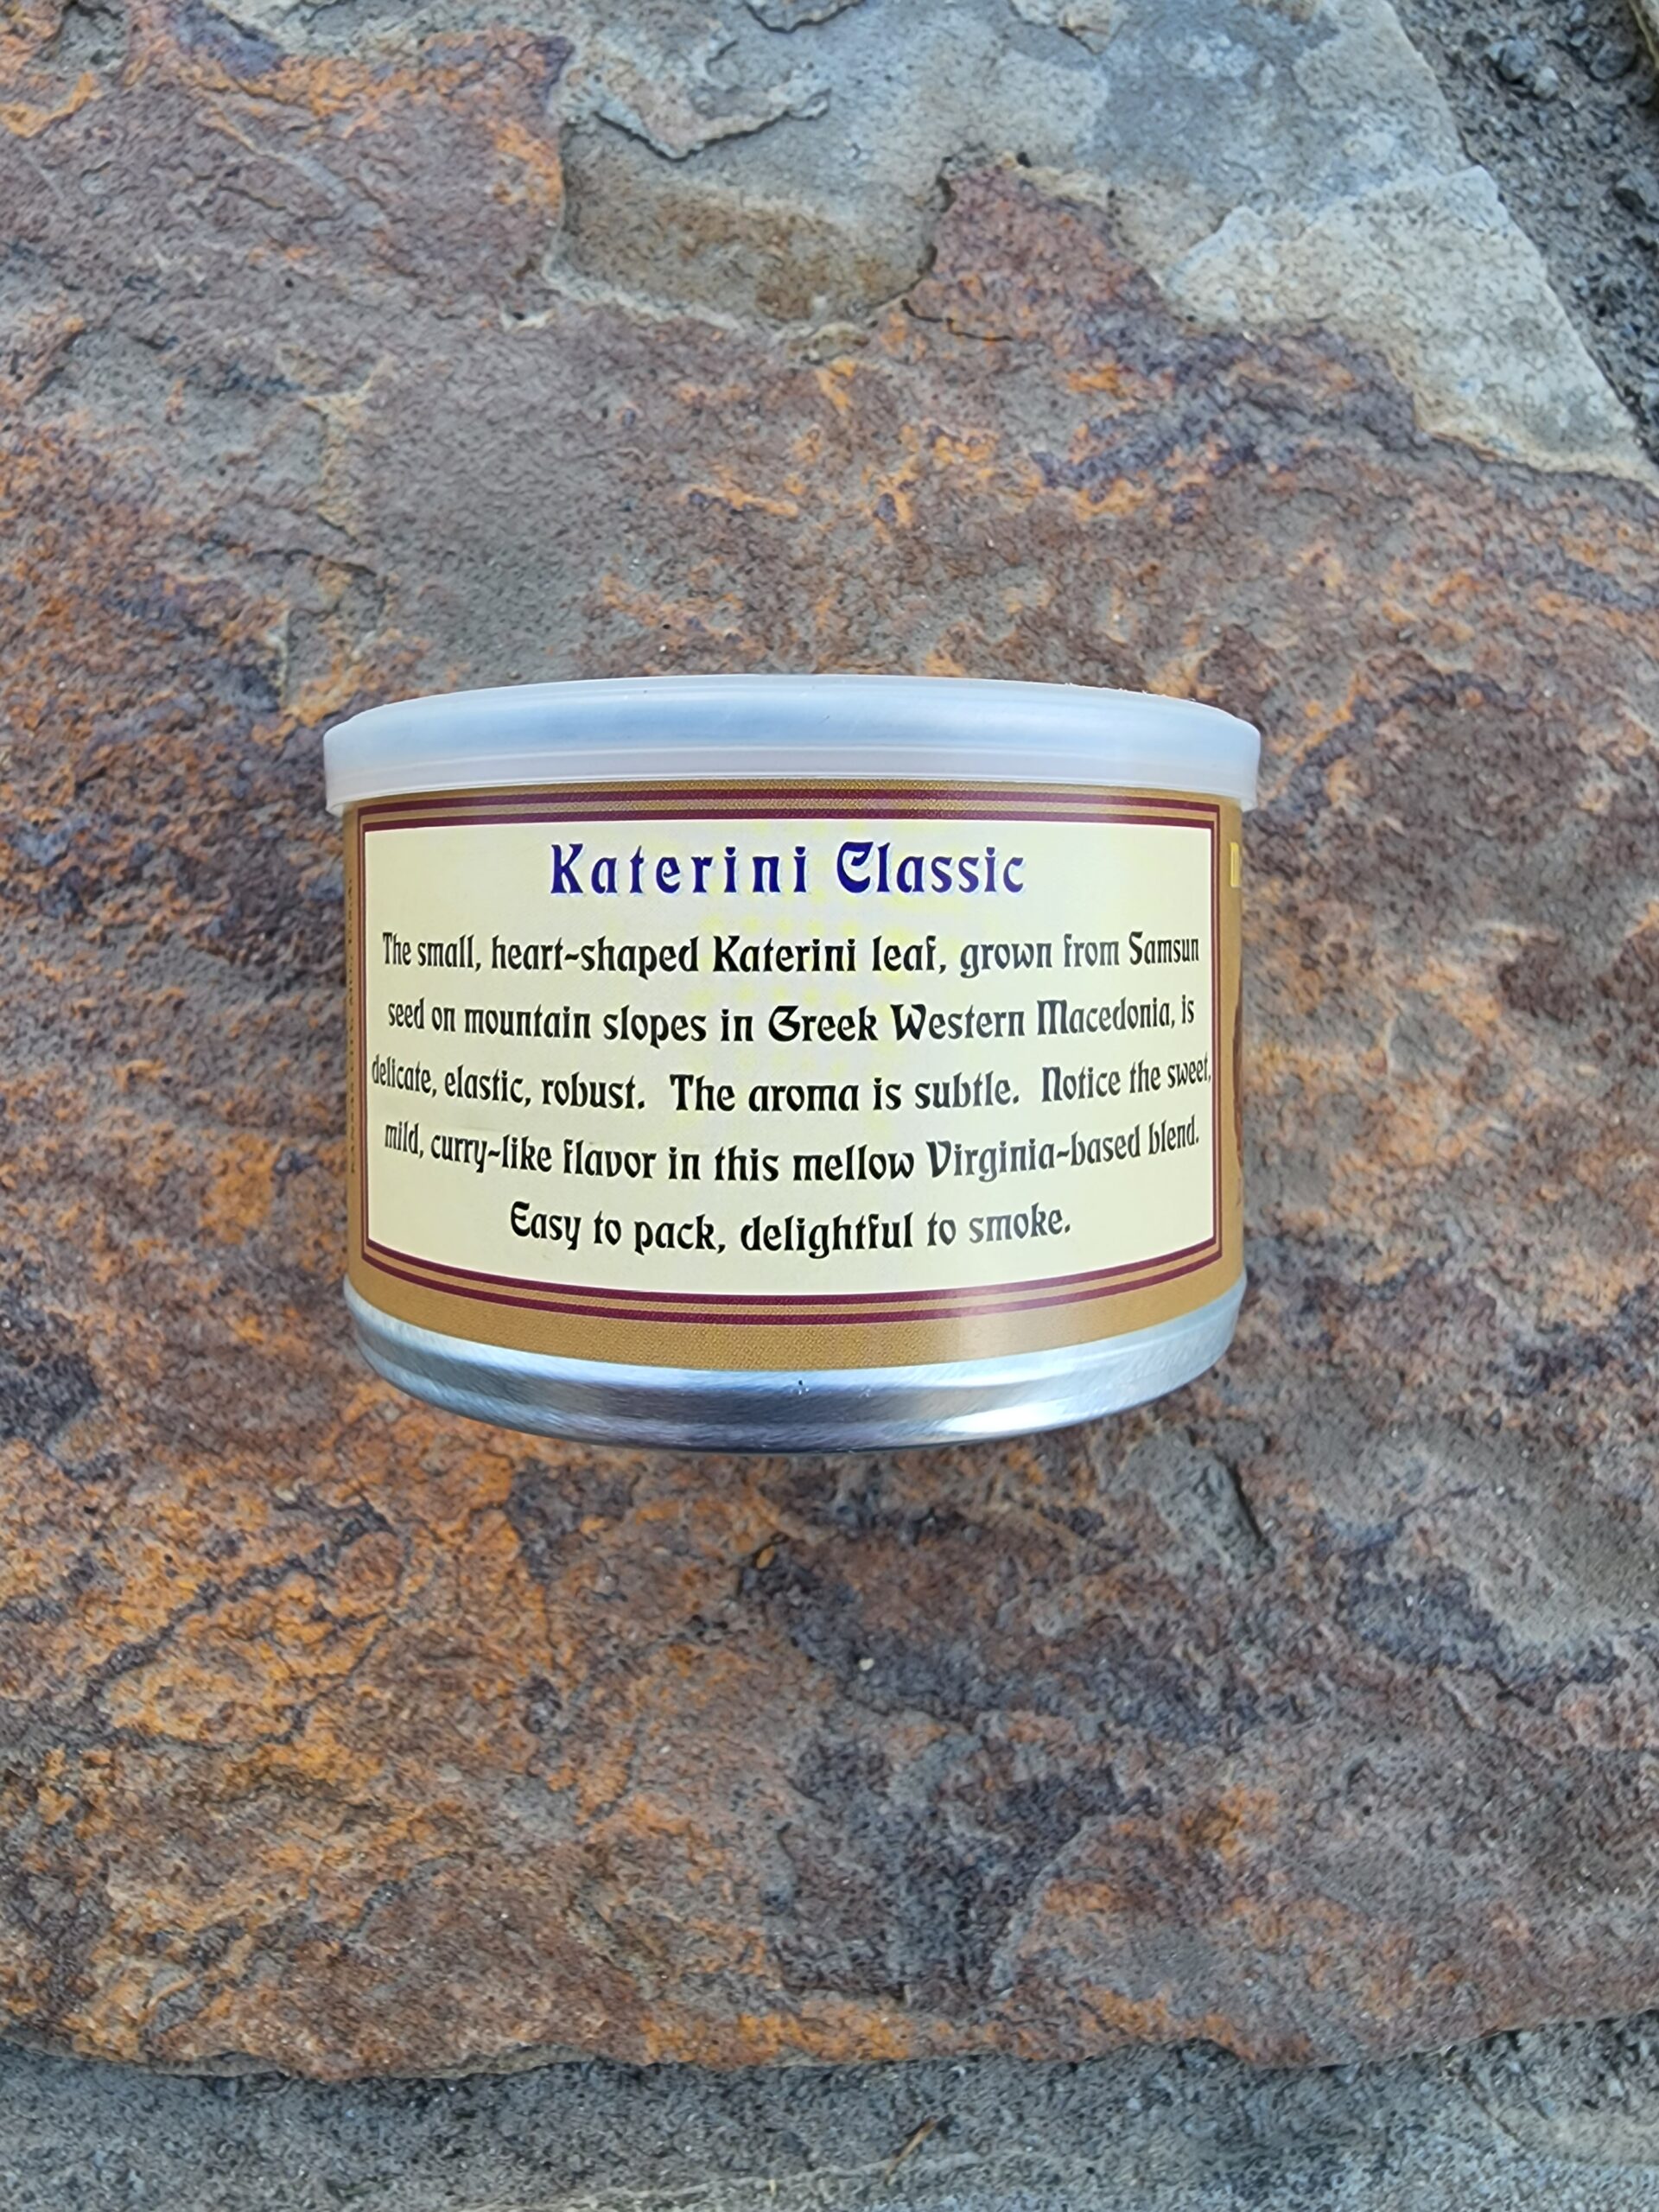 Katerini Classic
The small, heart-shaped Katerini leaf, grown from Samsun
seed on mountain slopes in Greek Western Macedonia, is
delicate, elastic, robust. The aroma is subtle. Notice the sweet,
mild, curry-like flavor in this mellow Virginia-based blend.
Easy to pack, delightful to smoke.